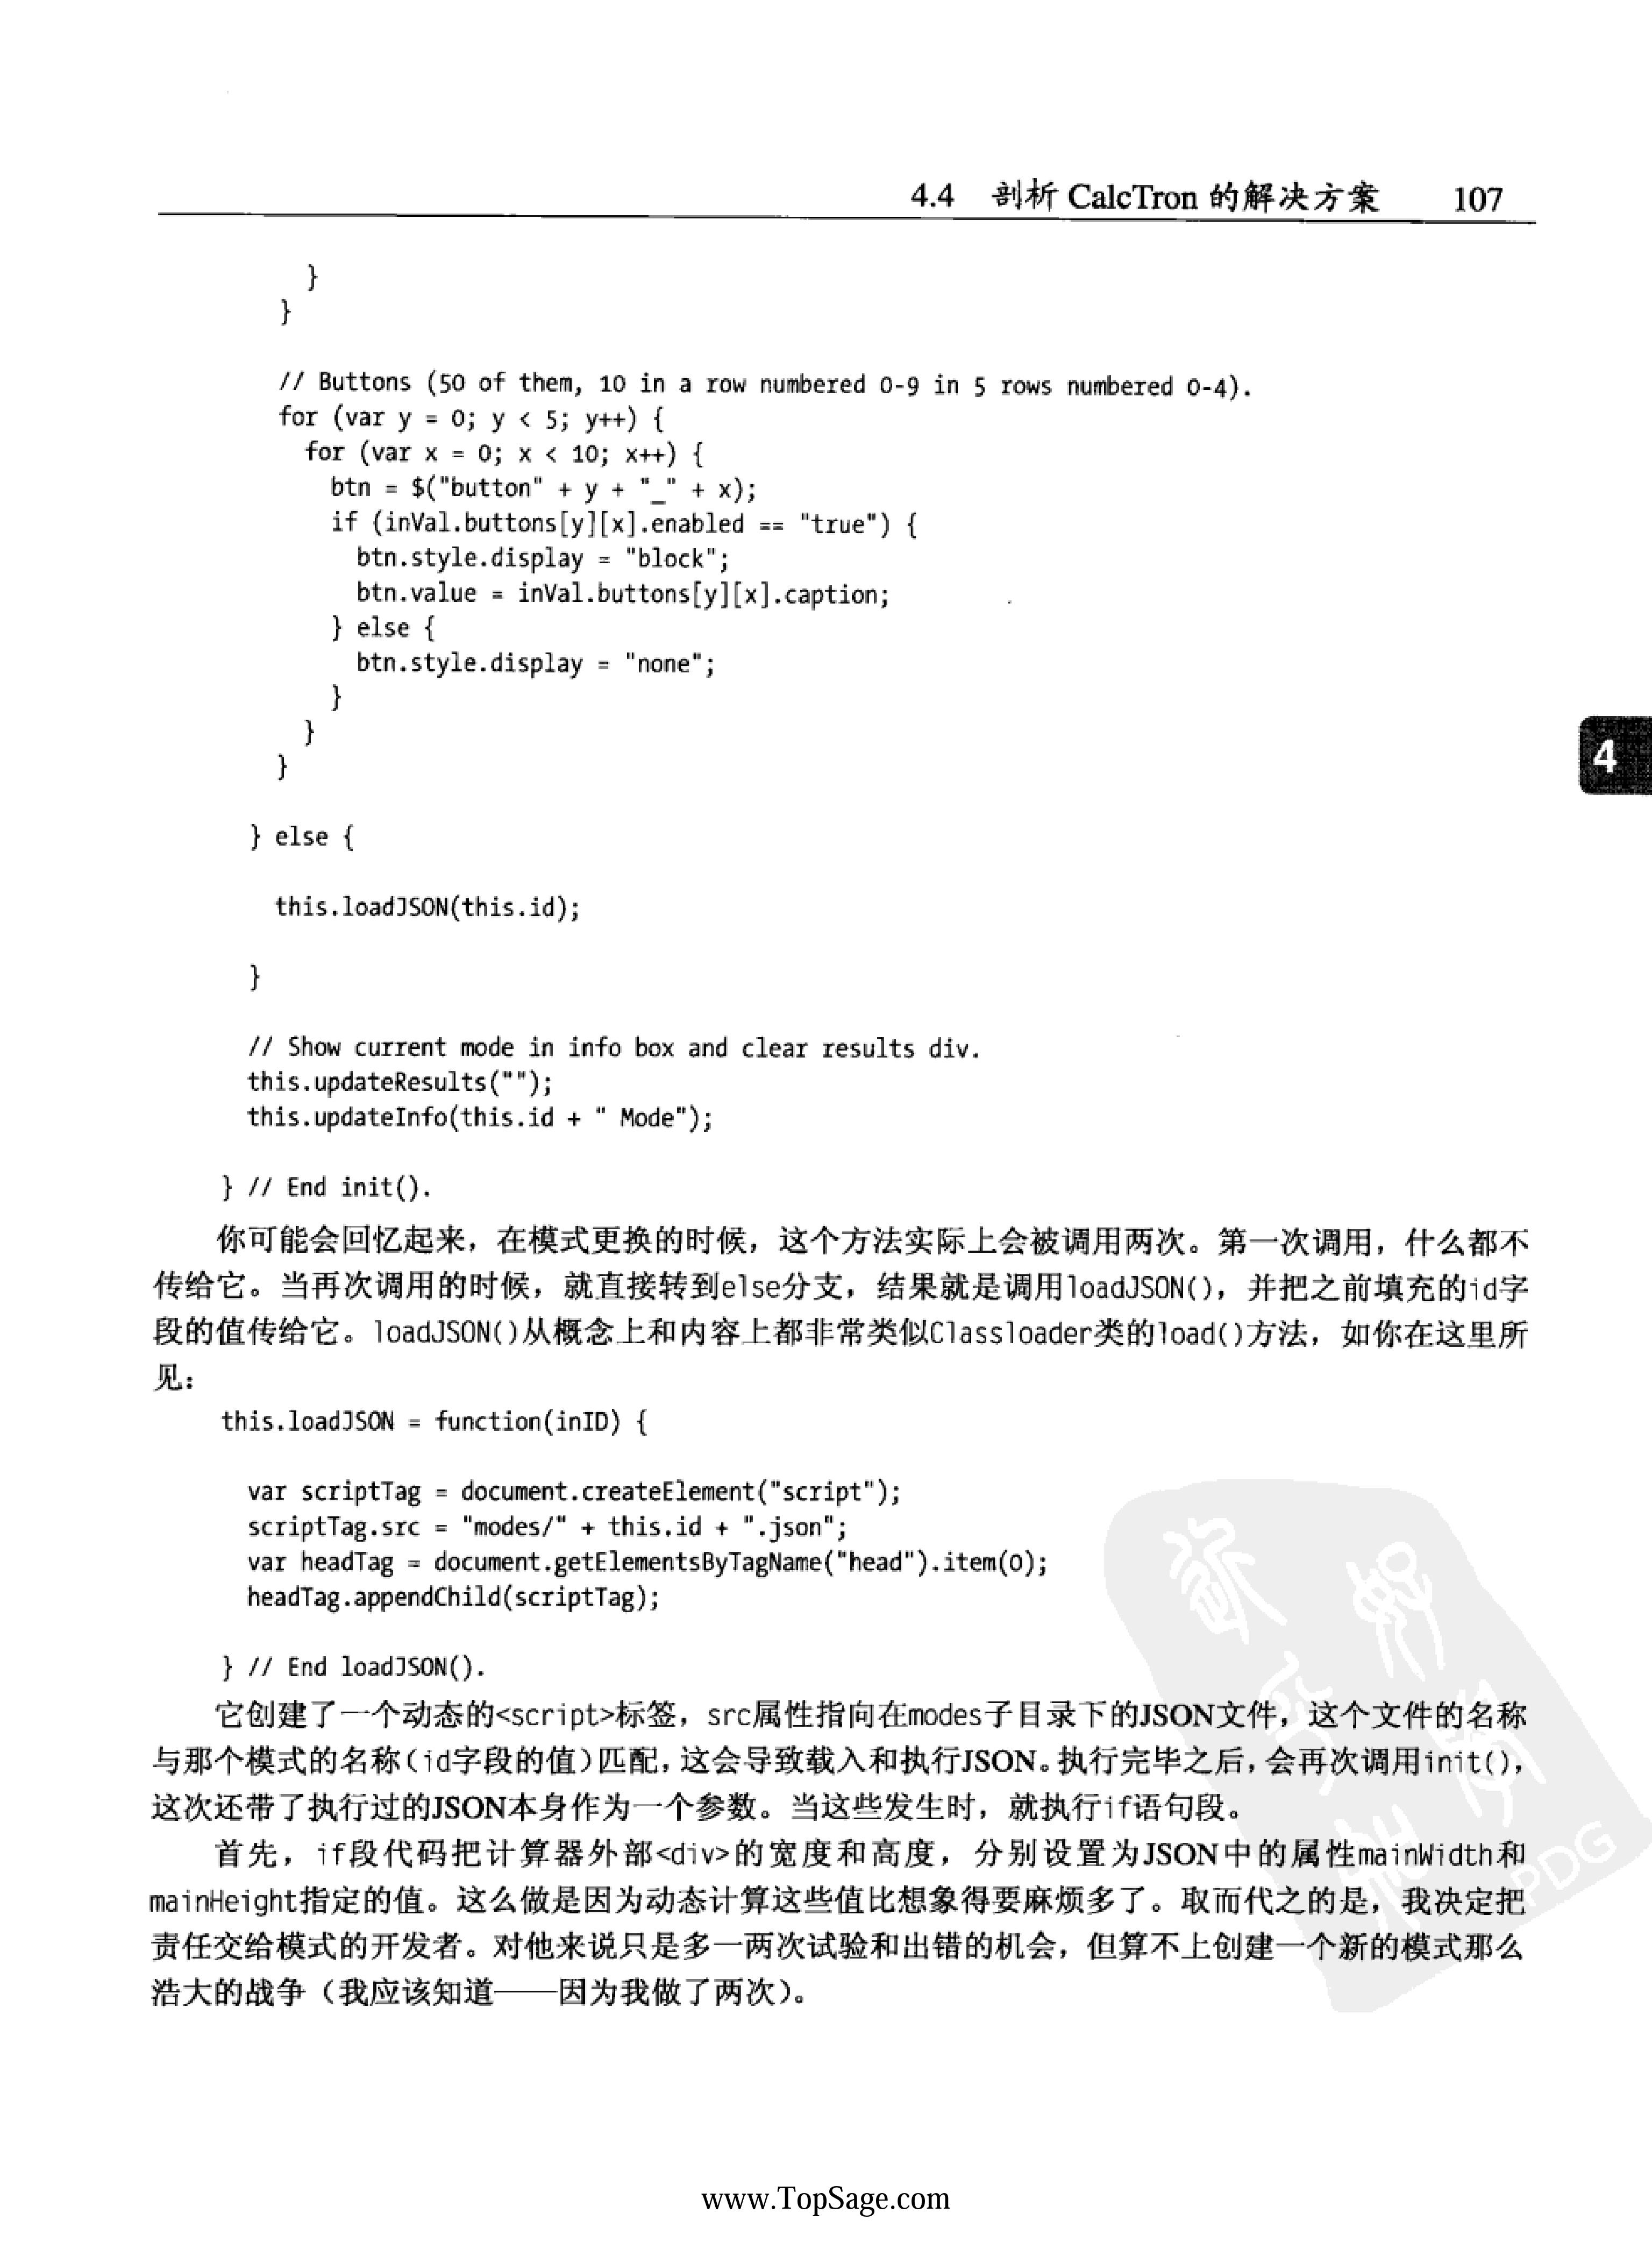 4.4 剖析 CalcTron 的解决方案 107
}
}
// Buttons (50 of them, 10 in a row numbered 0-9 in 5 rows numbered 0-4).
for (var y = 0; y < 5; y++) {
for (var x = 0; x < 10; x++) {
btn = $("button" + y + "_" + x);
if (inVal.buttons[y][x].enabled == "true") {
btn.style.display = "block";
btn.value = inVal.buttons[y][x].caption;
} else {
btn.style.display = "none";
}
}
}
4
} else {
this.loadJSON(this.id);
}
// Show current mode in info box and clear results div.
this.updateResults("");
this.updateInfo(this.id + " Mode");
} // End init().
你可能会回忆起来，在模式更换的时候，这个方法实际上会被调用两次。第一次调用，什么都不
传给它。当再次调用的时候，就直接转到else分支，结果就是调用loadJSON()，并把之前填充的id字
段的值传给它。loadJSON()从概念上和内容上都非常类似Classloader类的load()方法，如你在这里所
见：
this.loadJSON = function(inID) {
var scriptTag = document.createElement("script");
scriptTag.src = "modes/" + this.id + ".json";
var headTag = document.getElementsByTagName("head").item(0);
headTag.appendChild(scriptTag);
} // End loadJSON().
它创建了一个动态的<script>标签，src属性指向在modes子目录下的JSON文件，这个文件的名称
与那个模式的名称(id字段的值)匹配，这会导致载入和执行JSON。执行完毕之后，会再次调用init()，
这次还带了执行过的JSON本身作为一个参数。当这些发生时，就执行if语句段。
首先，if段代码把计算器外部<div>的宽度和高度，分别设置为JSON中的属性mainWidth和
mainHeight指定的值。这么做是因为动态计算这些值比想象得要麻烦多了。取而代之的是，我决定把
责任交给模式的开发者。对他来说只是多一两次试验和出错的机会，但算不上创建一个新的模式那么
浩大的战争（我应该知道——因为我做了两次）。
PDG
www.TopSage.com